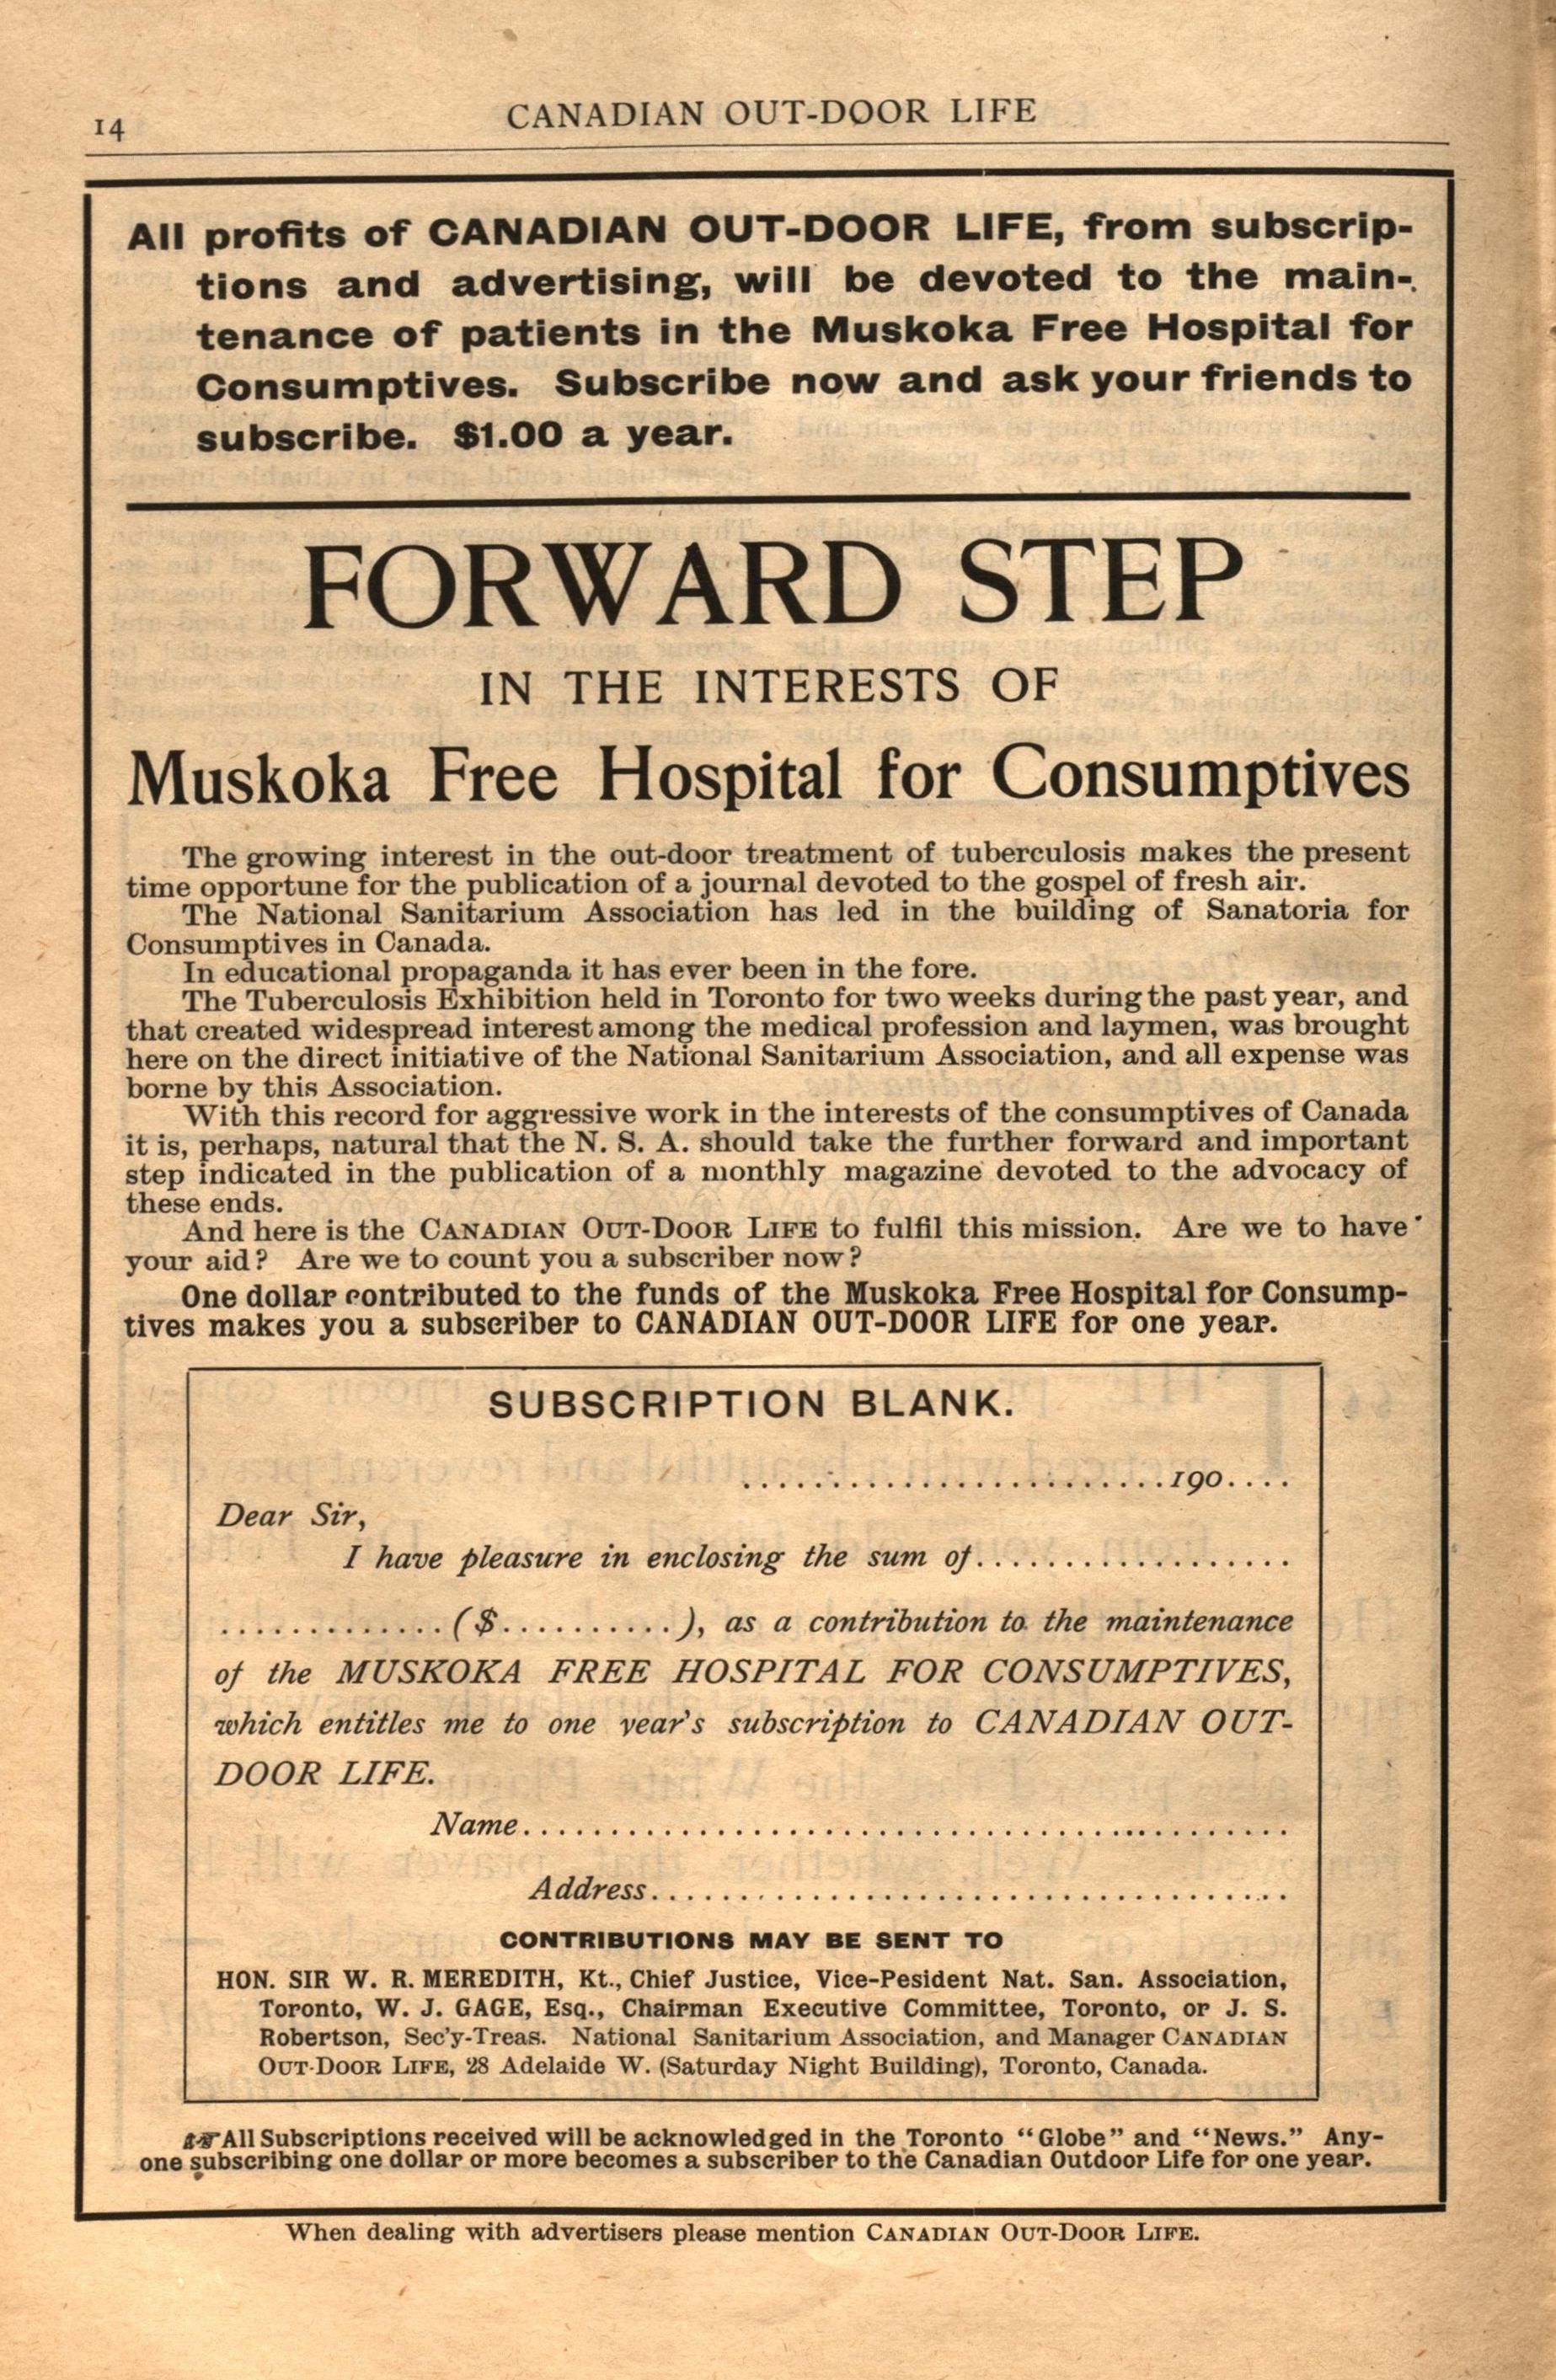 14
CANADIAN OUT-DOOR LIFE
All profits of CANADIAN OUT-DOOR LIFE, from subscrip-
tions and advertising, will be devoted to the main-
tenance of patients in the Muskoka Free Hospital for
Consumptives. Subscribe now and ask your friends to
subscribe. $1.00 a year.
FORWARD STEP
IN THE INTERESTS OF
Muskoka Free Hospital for Consumptives
The growing interest in the out-door treatment of tuberculosis makes the present
time opportune for the publication of a journal devoted to the gospel of fresh air.
The National Sanitarium Association has led in the building of Sanatoria for
Consumptives in Canada.
In educational propaganda it has ever been in the fore.
The Tuberculosis Exhibition held in Toronto for two weeks during the past year, and
that created widespread interest among the medical profession and laymen, was brought
here on the direct initiative of the National Sanitarium Association, and all expense was
borne by this Association.
With this record for aggressive work in the interests of the consumptives of Canada
it is, perhaps, natural that the N. S. A. should take the further forward and important
step indicated in the publication of a monthly magazine devoted to the advocacy of
these ends.
And here is the CANADIAN OUT-DOOR LIFE to fulfil this mission. Are we to have
your aid? Are we to count you a subscriber now?
One dollar contributed to the funds of the Muskoka Free Hospital for Consump-
tives makes you a subscriber to CANADIAN OUT-DOOR LIFE for one year.
SUBSCRIPTION BLANK.
..............................190....
Dear Sir,
I have pleasure in enclosing the sum of..................
.............($..........), as a contribution to the maintenance
of the MUSKOKA FREE HOSPITAL FOR CONSUMPTIVES,
which entitles me to one year's subscription to CANADIAN OUT-
DOOR LIFE.
Name............................................
Address.....................................
CONTRIBUTIONS MAY BE SENT TO
HON. SIR W. R. MEREDITH, Kt., Chief Justice, Vice-Pesident Nat. San. Association,
Toronto, W. J. GAGE, Esq., Chairman Executive Committee, Toronto, or J. S.
Robertson, Sec'y-Treas. National Sanitarium Association, and Manager CANADIAN
OUT-DOOR LIFE, 28 Adelaide W. (Saturday Night Building), Toronto, Canada.
☞All Subscriptions received will be acknowledged in the Toronto "Globe" and "News." Any-
one subscribing one dollar or more becomes a subscriber to the Canadian Outdoor Life for one year.
When dealing with advertisers please mention CANADIAN OUT-DOOR LIFE.